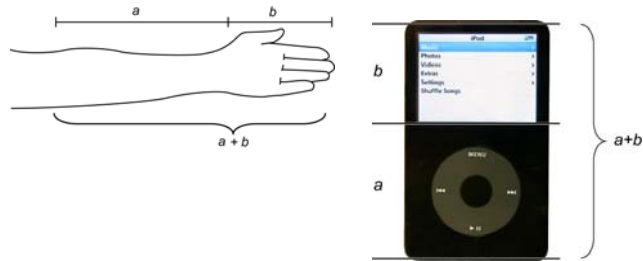 a
b
a + b
b
a
a+b
iPod
Music
Photos
Videos
Extras
Settings
Shuffle Songs
MENU